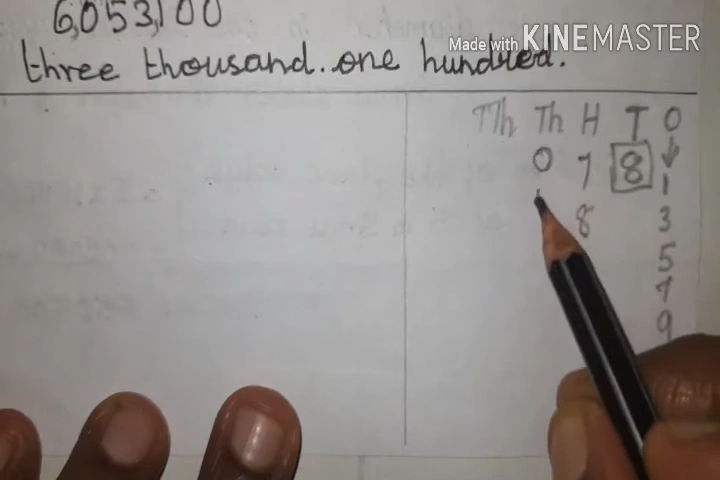 6,053,100
Made with KINEMASTER
three thousand. one hundred.
TTh Th H T O
0 7 8 1
8 3
5
7
9